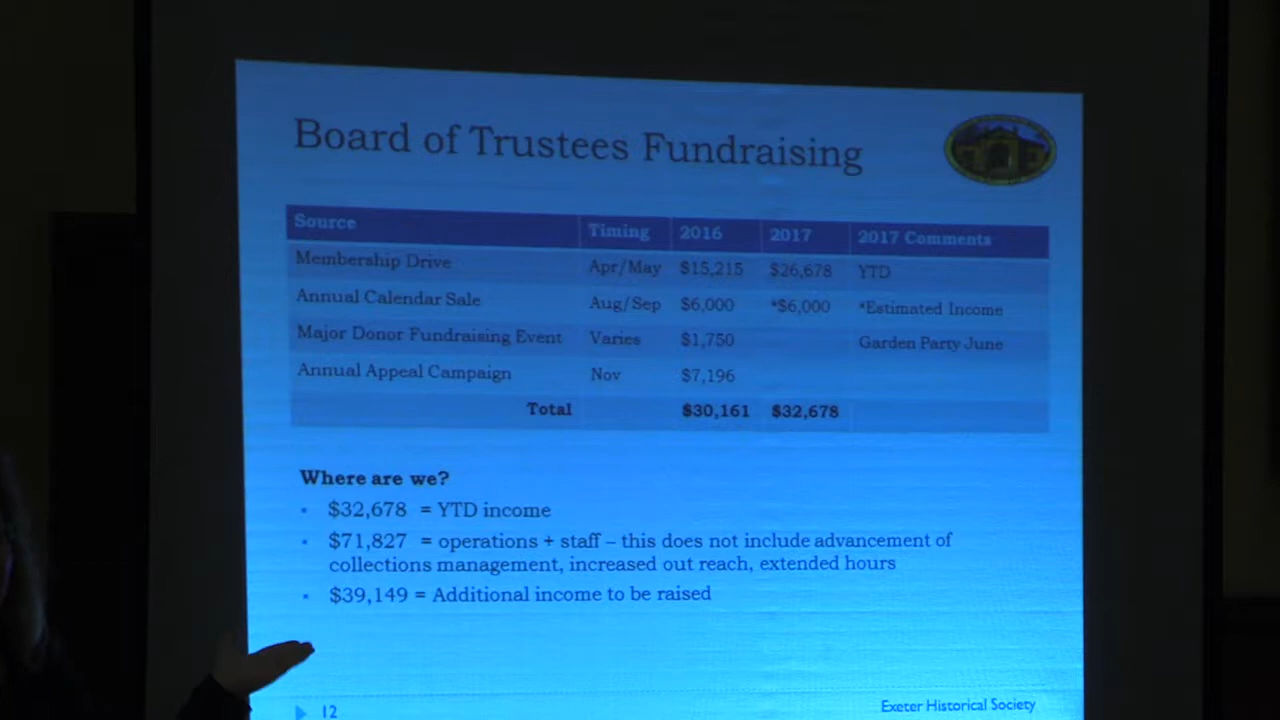 Board of Trustees Fundraising
Source Timing 2016 2017 2017 Comments
Membership Drive Apr/May $15,215 $26,678 YTD
Annual Calendar Sale Aug/Sep $6,000 *$6,000 *Estimated Income
Major Donor Fundraising Event Varies $1,750 Garden Party June
Annual Appeal Campaign Nov $7,196
Total $30,161 $32,678
Where are we?
• $32,678 = YTD income
• $71,827 = operations + staff – this does not include advancement of
collections management, increased out reach, extended hours
• $39,149 = Additional income to be raised
12
Exeter Historical Society